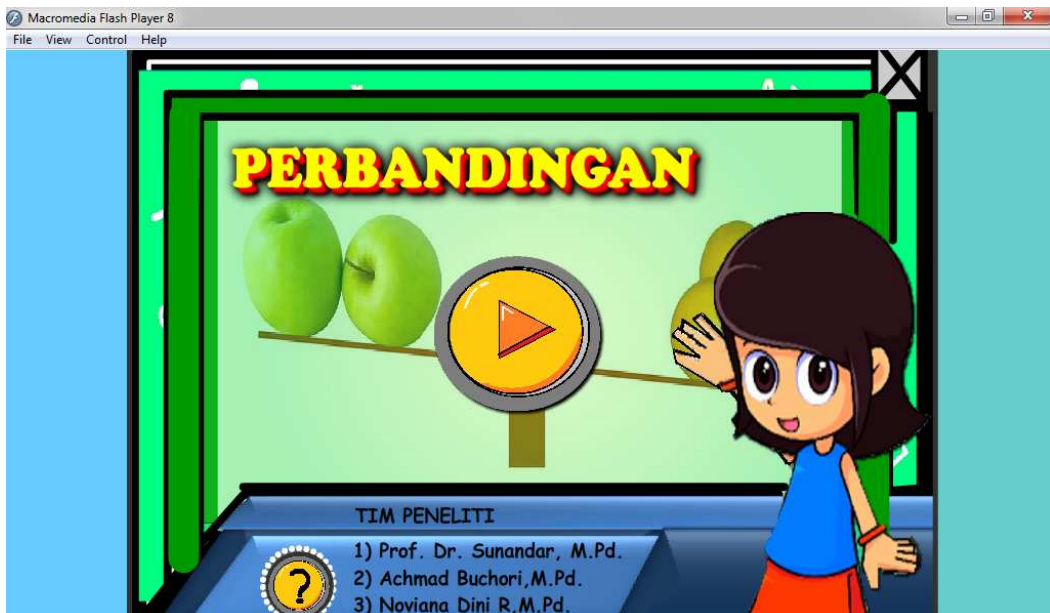 Macromedia Flash Player 8
File View Control Help
PERBANDINGAN
TIM PENELITI
1) Prof. Dr. Sunandar, M.Pd.
2) Achmad Buchori,M.Pd.
3) Noviana Dini R,M.Pd.
?